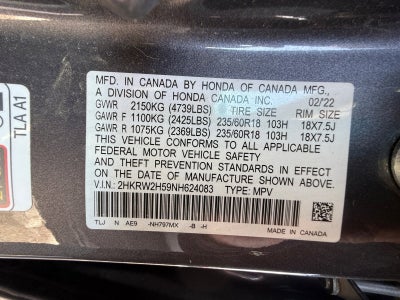 MFD. IN CANADA BY HONDA OF CANADA MFG.,
A DIVISION OF HONDA CANADA INC. 02/22
GVWR 2150KG (4739LBS) TIRE SIZE RIM SIZE
GAWR F 1100KG (2425LBS) 235/60R18 103H 18X7.5J
GAWR R 1075KG (2369LBS) 235/60R18 103H 18X7.5J
THIS VEHICLE CONFORMS TO ALL APPLICABLE
FEDERAL MOTOR VEHICLE SAFETY
AND THEFT PREVENTION STANDARDS IN EFFECT
ON THE DATE OF MANUFACTURE SHOWN ABOVE.
V.I.N.: 2HKRW2H59NH624083 TYPE: MPV
TLJ N AE9 -NH797MX -B -H
MADE IN CANADA
TLA A1